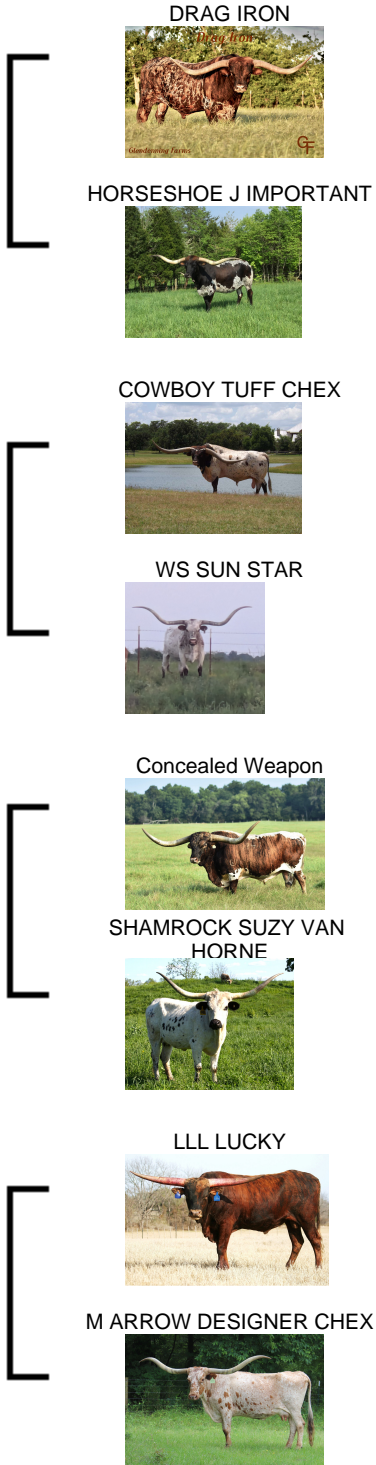 DRAG IRON
Drag Iron
Glendenning Farms
GF
HORSESHOE J IMPORTANT
COWBOY TUFF CHEX
WS SUN STAR
Concealed Weapon
SHAMROCK SUZY VAN
HORNE
LLL LUCKY
M ARROW DESIGNER CHEX